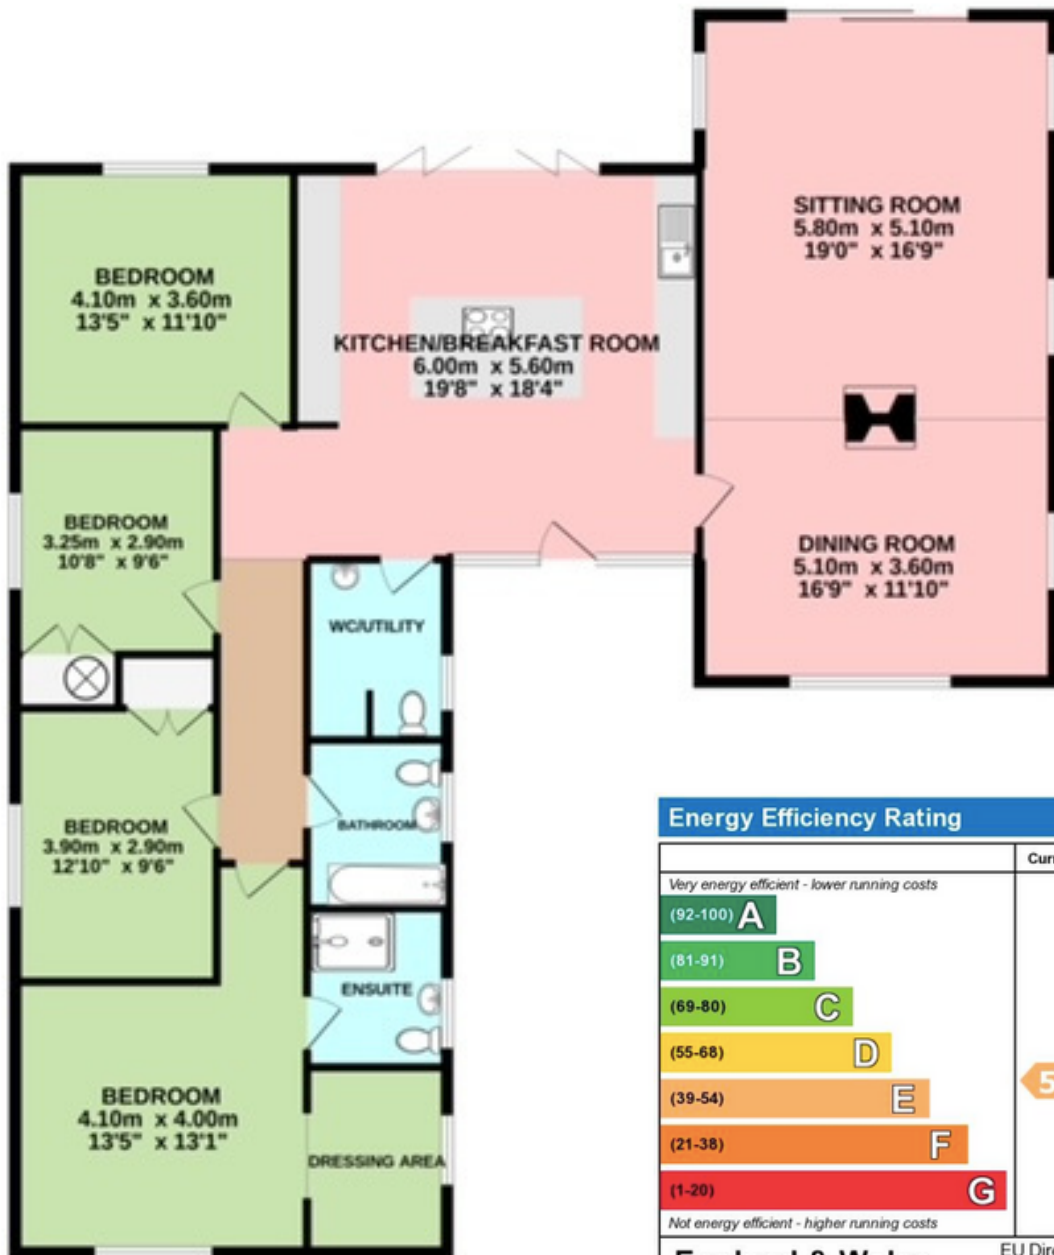 SITTING ROOM
5.80m x 5.10m
19'0" x 16'9"
BEDROOM
4.10m x 3.60m
13'5" x 11'10"
KITCHEN/BREAKFAST ROOM
6.00m x 5.60m
19'8" x 18'4"
BEDROOM
3.25m x 2.90m
10'8" x 9'6"
DINING ROOM
5.10m x 3.60m
16'9" x 11'10"
WC/UTILITY
BEDROOM
3.90m x 2.90m
12'10" x 9'6"
BATHROOM
ENSUITE
BEDROOM
4.10m x 4.00m
13'5" x 13'1"
DRESSING AREA
Energy Efficiency Rating
Very energy efficient - lower running costs
(92-100) A
(81-91) B
(69-80) C
(55-68) D
(39-54) E
(21-38) F
(1-20) G
Not energy efficient - higher running costs